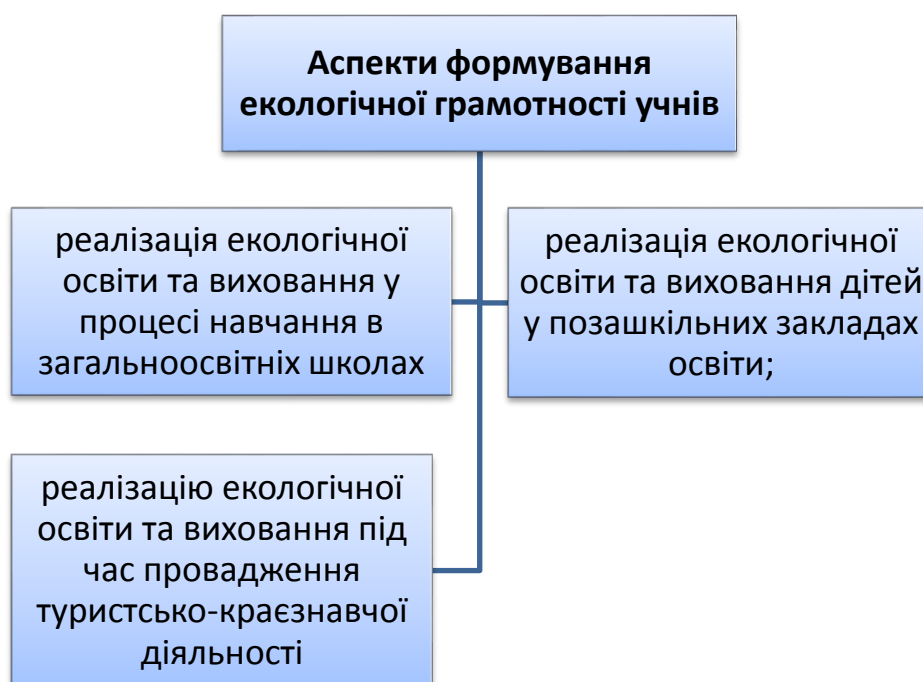 Аспекти формування
екологічної грамотності учнів
реалізація екологічної
освіти та виховання у
процесі навчання в
загальноосвітніх школах
реалізація екологічної
освіти та виховання дітей
у позашкільних закладах
освіти;
реалізацію екологічної
освіти та виховання під
час провадження
туристсько-краєзнавчої
діяльності